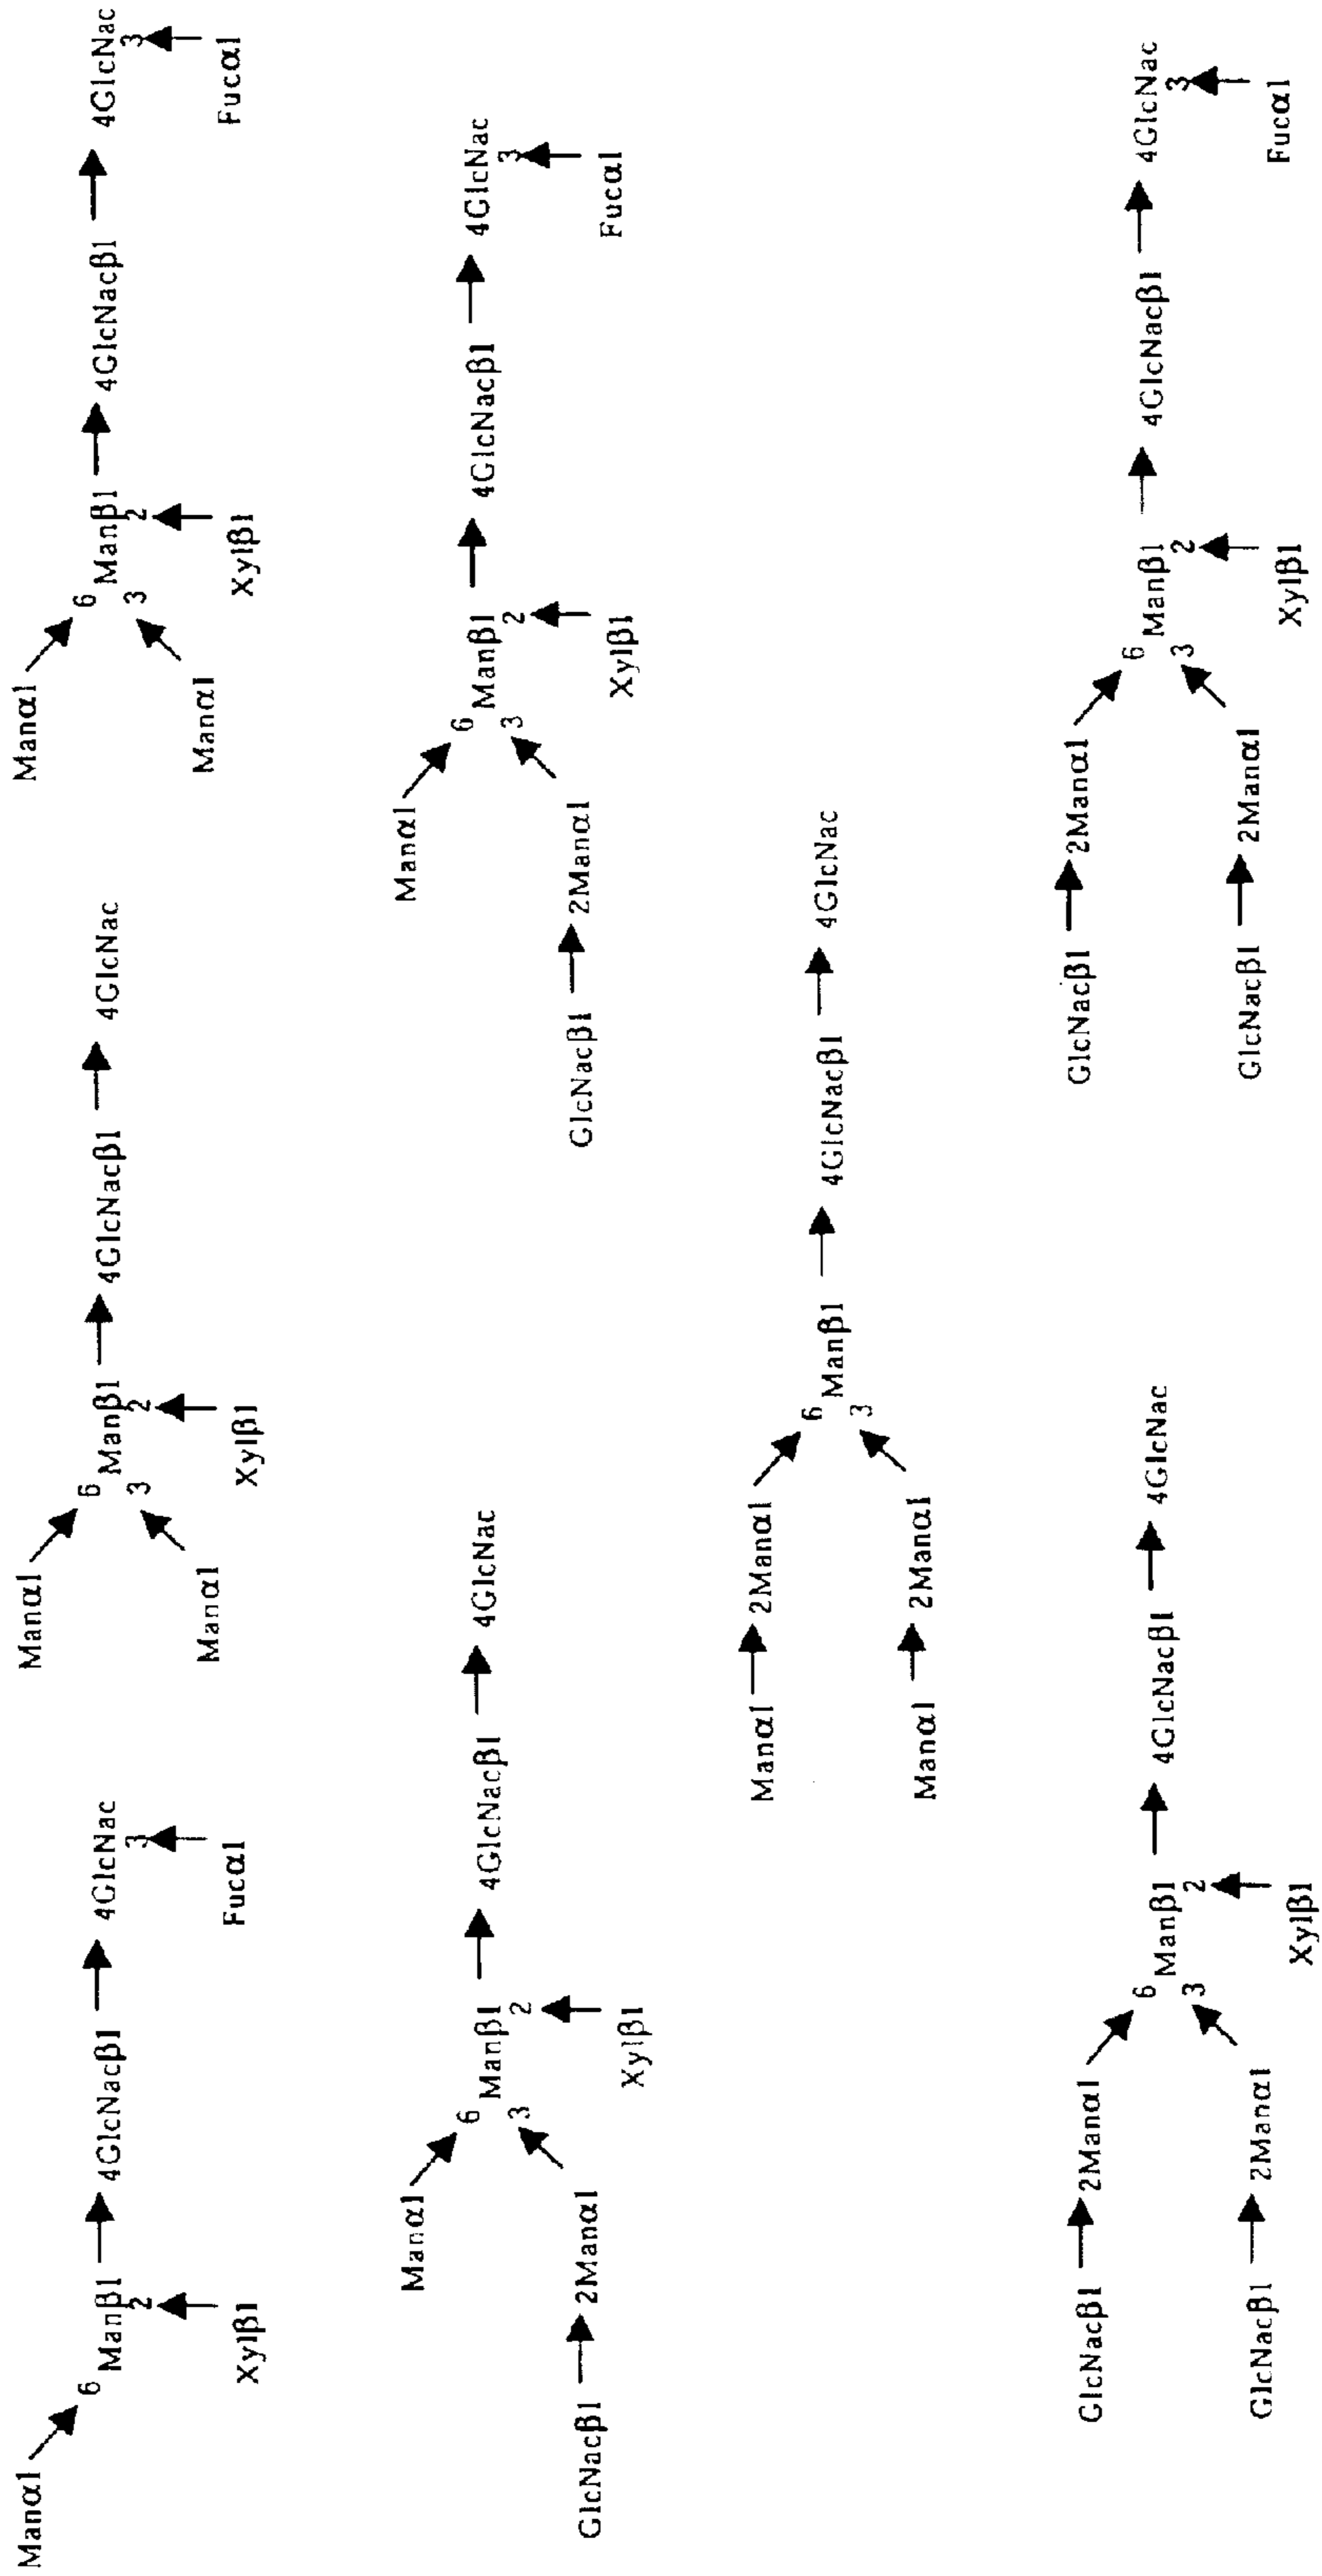 Manα1 Manα1 Manα1
6 6 6
Manβ1 4GlcNacβ1 4GlcNac Manβ1 4GlcNacβ1 4GlcNac Manβ1 4GlcNacβ1 4GlcNac
2 3 3 2 3 2 3
Manα1 Manα1
Xylβ1 Fucα1 Xylβ1 Xylβ1 Fucα1
Manα1 Manα1
6 6
Manβ1 4GlcNacβ1 4GlcNac Manβ1 4GlcNacβ1 4GlcNac
3 2 3 2 3
GlcNacβ1 2Manα1 GlcNacβ1 2Manα1
Xylβ1 Xylβ1 Fucα1
Manα1 2Manα1
6
Manβ1 4GlcNacβ1 4GlcNac
3
Manα1 2Manα1
GlcNacβ1 2Manα1 GlcNacβ1 2Manα1
6 6
Manβ1 4GlcNacβ1 4GlcNac Manβ1 4GlcNacβ1 4GlcNac
3 2 3 2 3
GlcNacβ1 2Manα1 GlcNacβ1 2Manα1
Xylβ1 Xylβ1 Fucα1